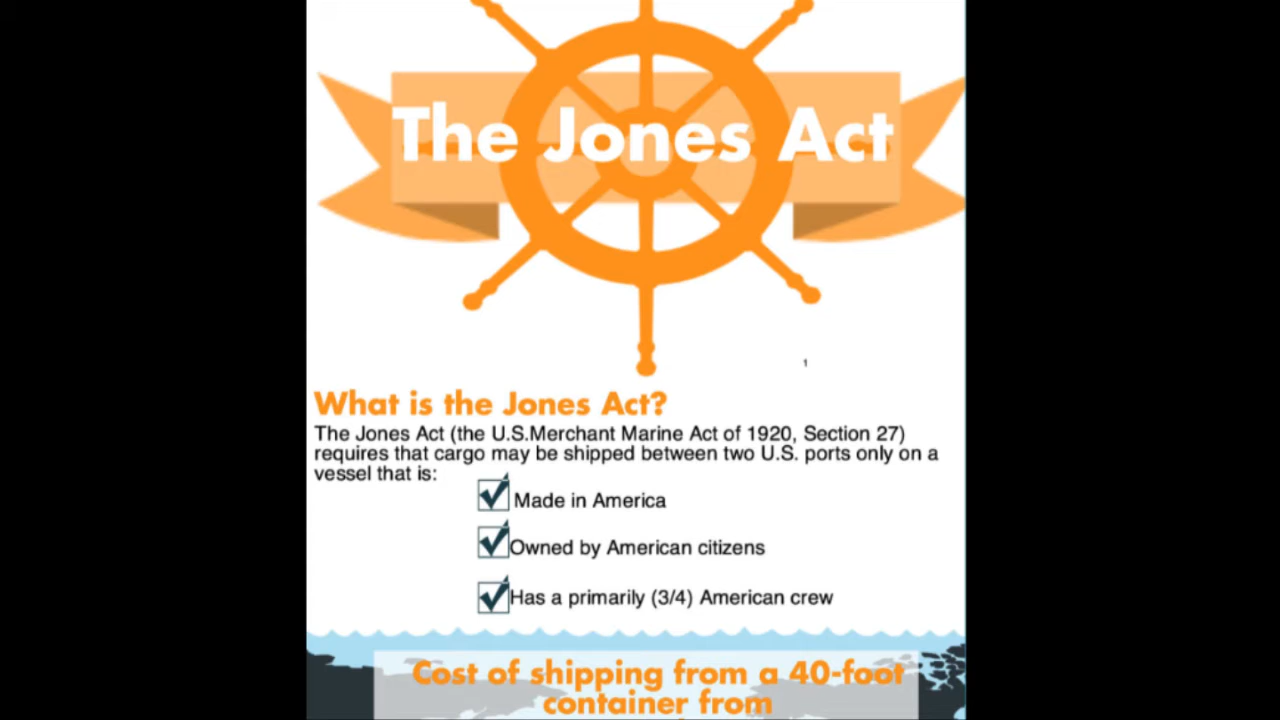 The Jones Act
1
What is the Jones Act?
The Jones Act (the U.S.Merchant Marine Act of 1920, Section 27)
requires that cargo may be shipped between two U.S. ports only on a
vessel that is:
Made in America
Owned by American citizens
Has a primarily (3/4) American crew
Cost of shipping from a 40-foot
container from